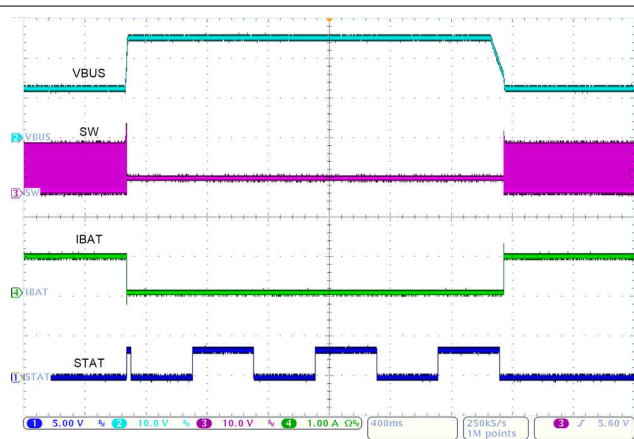 VBUS
2 VBUS
SW
3 SW
IBAT
4 IBAT
STAT
1 STAT
1 5.00 V 2 10.0 V 3 10.0 V 4 1.00 A Ω 400ms 250kS/s 3 5.60 V
1M points